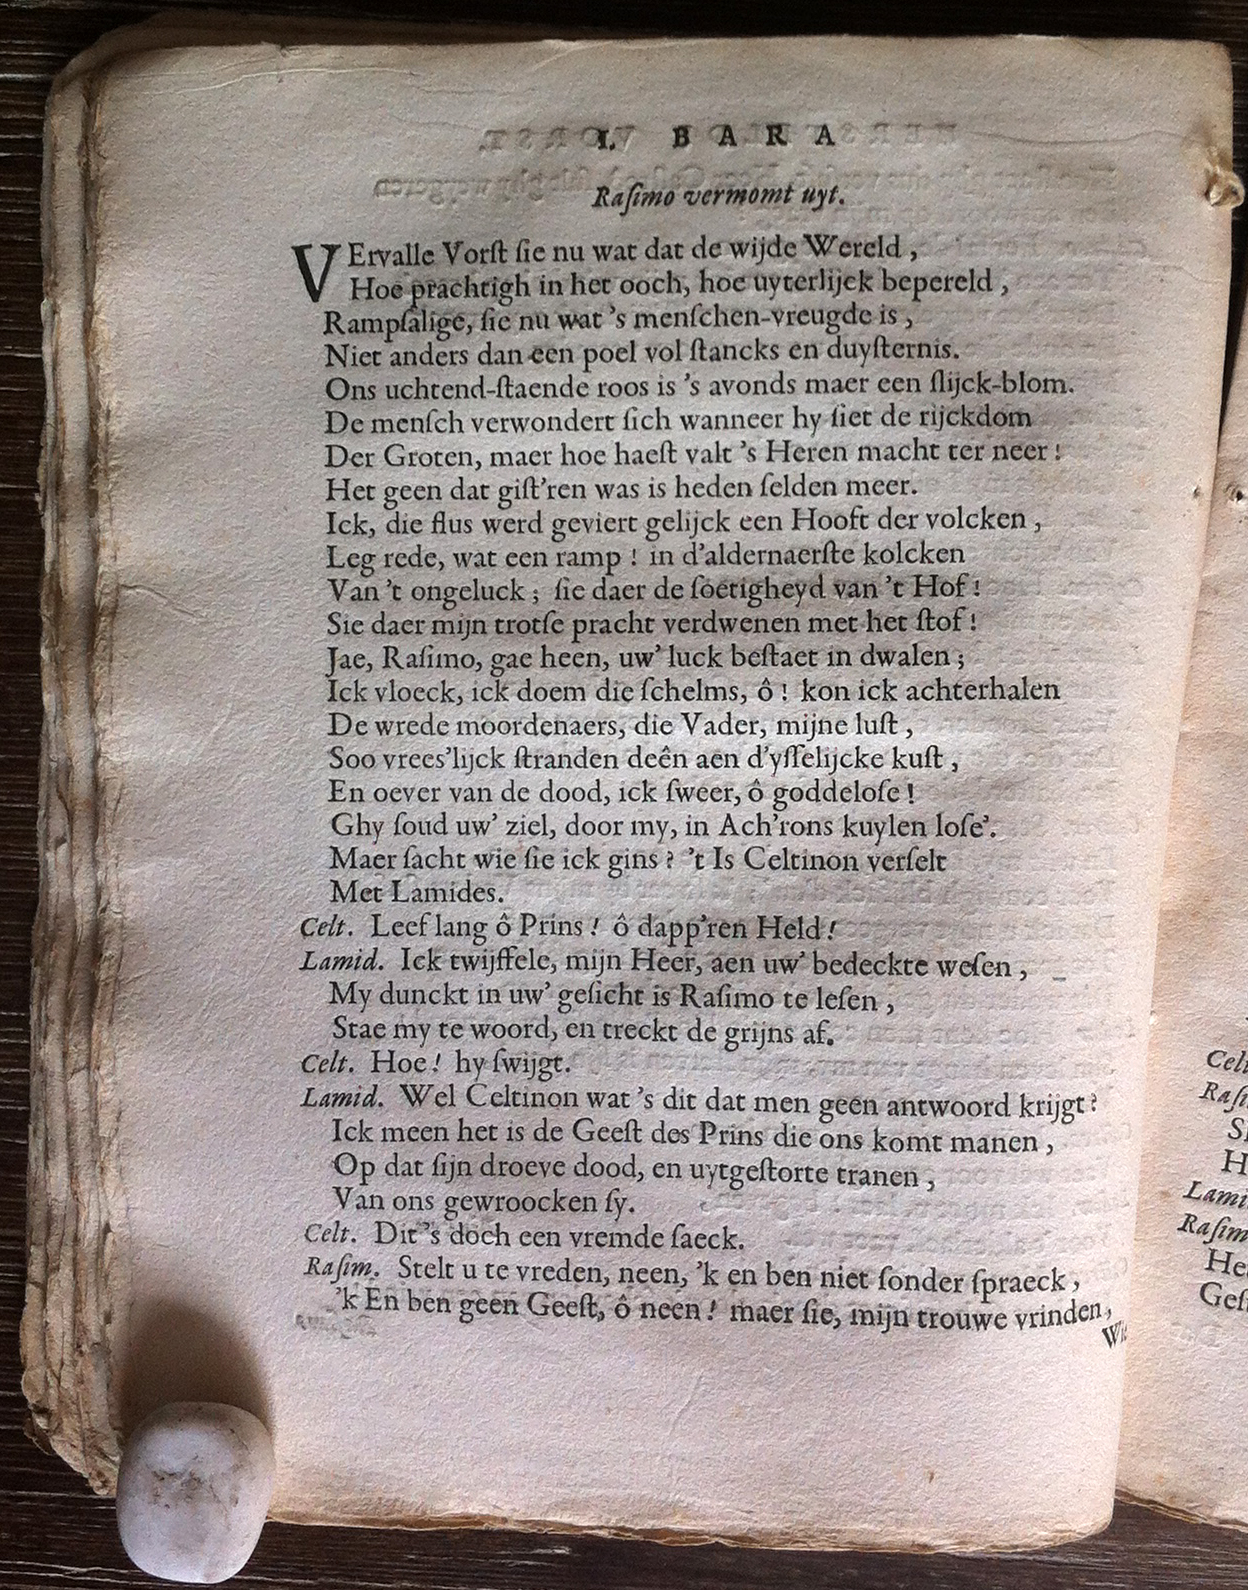 I. BARA
Raſimo vermomt uyt.
VErvalle Vorſt ſie nu wat dat de wijde Wereld,
Hoe prachtigh in het ooch, hoe uyterlijck bepereld,
Rampſalige, ſie nu wat 's menſchen-vreugde is,
Niet anders dan een poel vol ſtancks en duyſternis.
Ons uchtend-ſtaende roos is 's avonds maer een ſlijck-blom.
De menſch verwondert ſich wanneer hy ſiet de rijckdom
Der Groten, maer hoe haeſt valt 's Heren macht ter neer!
Het geen dat giſt'ren was is heden ſelden meer.
Ick, die flus werd geviert gelijck een Hooft der volcken,
Leg rede, wat een ramp! in d'aldernaerſte kolcken
Van 't ongeluck; ſie daer de ſoetigheyd van 't Hof!
Sie daer mijn trotſe pracht verdwenen met het ſtof!
Jae, Raſimo, gae heen, uw' luck beſtaet in dwalen;
Ick vloeck, ick doem die ſchelms, ô! kon ick achterhalen
De wrede moordenaers, die Vader, mijne luſt,
Soo vrees'lijck ſtranden deên aen d'yſſelijcke kuſt,
En oever van de dood, ick ſweer, ô goddeloſe!
Ghy ſoud uw' ziel, door my, in Ach'rons kuylen loſe'.
Maer ſacht wie ſie ick gins? 't Is Celtinon verſelt
Met Lamides.
Celt. Leef lang ô Prins! ô dapp'ren Held!
Lamid. Ick twijffele, mijn Heer, aen uw' bedeckte weſen,
My dunckt in uw' geſicht is Raſimo te leſen,
Stae my te woord, en treckt de grijns af.
Celt. Hoe! hy ſwijgt.
Lamid. Wel Celtinon wat 's dit dat men geen antwoord krijgt?
Ick meen het is de Geeſt des Prins die ons komt manen,
Op dat ſijn droeve dood, en uytgeſtorte tranen,
Van ons gewroocken ſy.
Celt. Dit 's doch een vremde ſaeck.
Raſim. Stelt u te vreden, neen, 'k en ben niet ſonder ſpraeck,
'k En ben geen Geeſt, ô neen! maer ſie, mijn trouwe vrinden,
Celt
Raſi
Lami
Raſim
He
Geſ